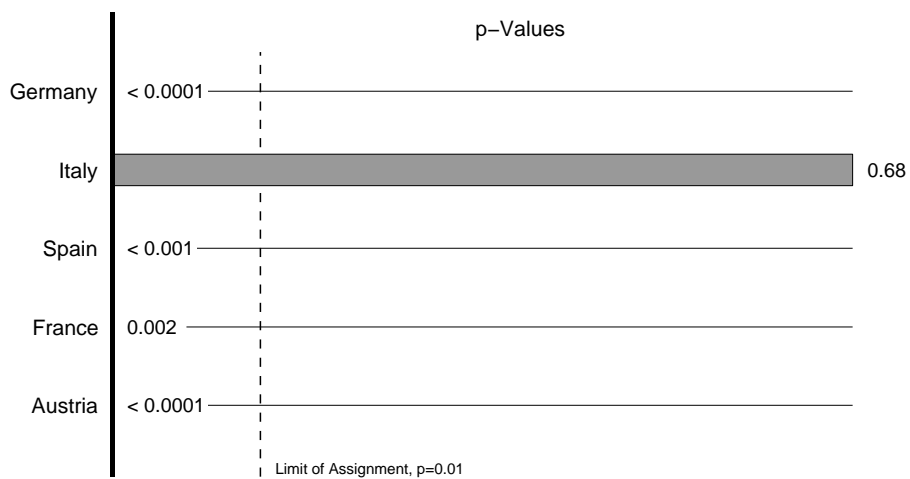 p−Values
Germany < 0.0001
Italy 0.68
Spain < 0.001
France 0.002
Austria < 0.0001
Limit of Assignment, p=0.01